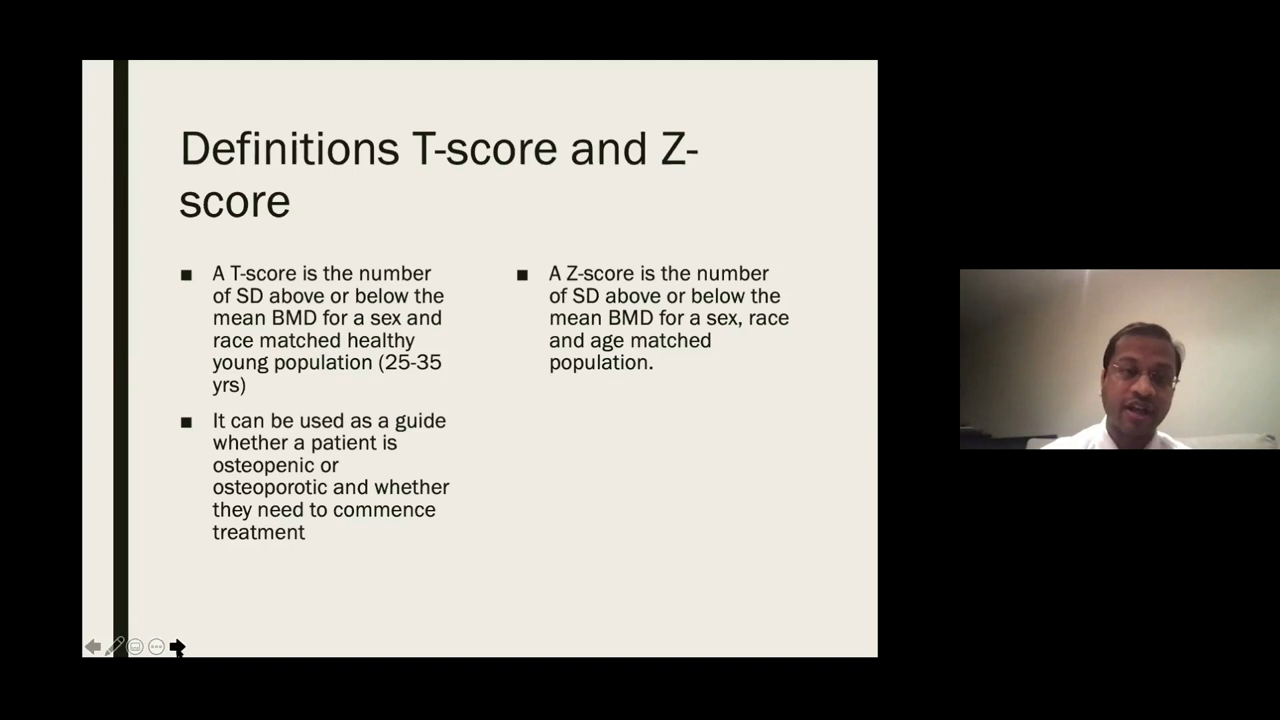 Definitions T-score and Z-
score
A T-score is the number
of SD above or below the
mean BMD for a sex and
race matched healthy
young population (25-35
yrs)
It can be used as a guide
whether a patient is
osteopenic or
osteoporotic and whether
they need to commence
treatment
A Z-score is the number
of SD above or below the
mean BMD for a sex, race
and age matched
population.